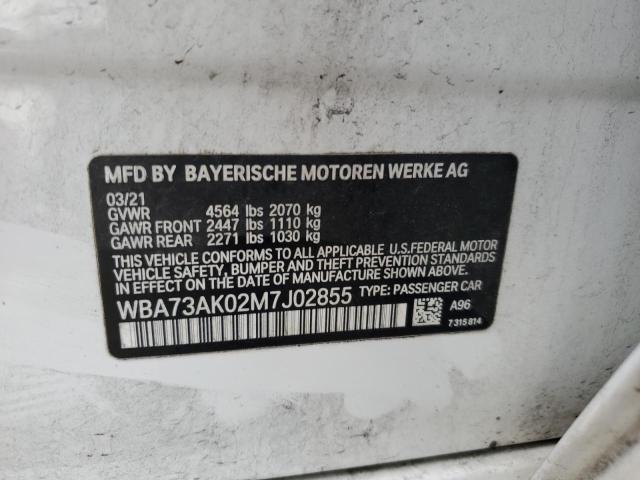 MFD BY BAYERISCHE MOTOREN WERKE AG
03/21
GVWR 4564 lbs 2070 kg
GAWR FRONT 2447 lbs 1110 kg
GAWR REAR 2271 lbs 1030 kg
THIS VEHICLE CONFORMS TO ALL APPLICABLE U.S.FEDERAL MOTOR
VEHICLE SAFETY, BUMPER, AND THEFT PREVENTION STANDARDS
IN EFFECT ON THE DATE OF MANUFACTURE SHOWN ABOVE.
WBA73AK02M7J02855 TYPE: PASSENGER CAR
A96
7315814